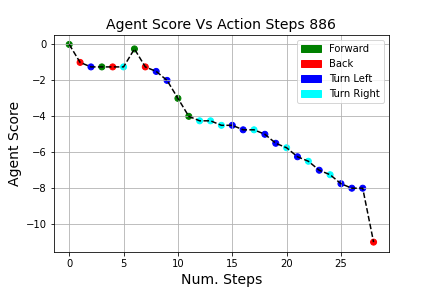 Agent Score Vs Action Steps 886
0
−2
−4
−6
−8
−10
Agent Score
Forward
Back
Turn Left
Turn Right
0 5 10 15 20 25
Num. Steps